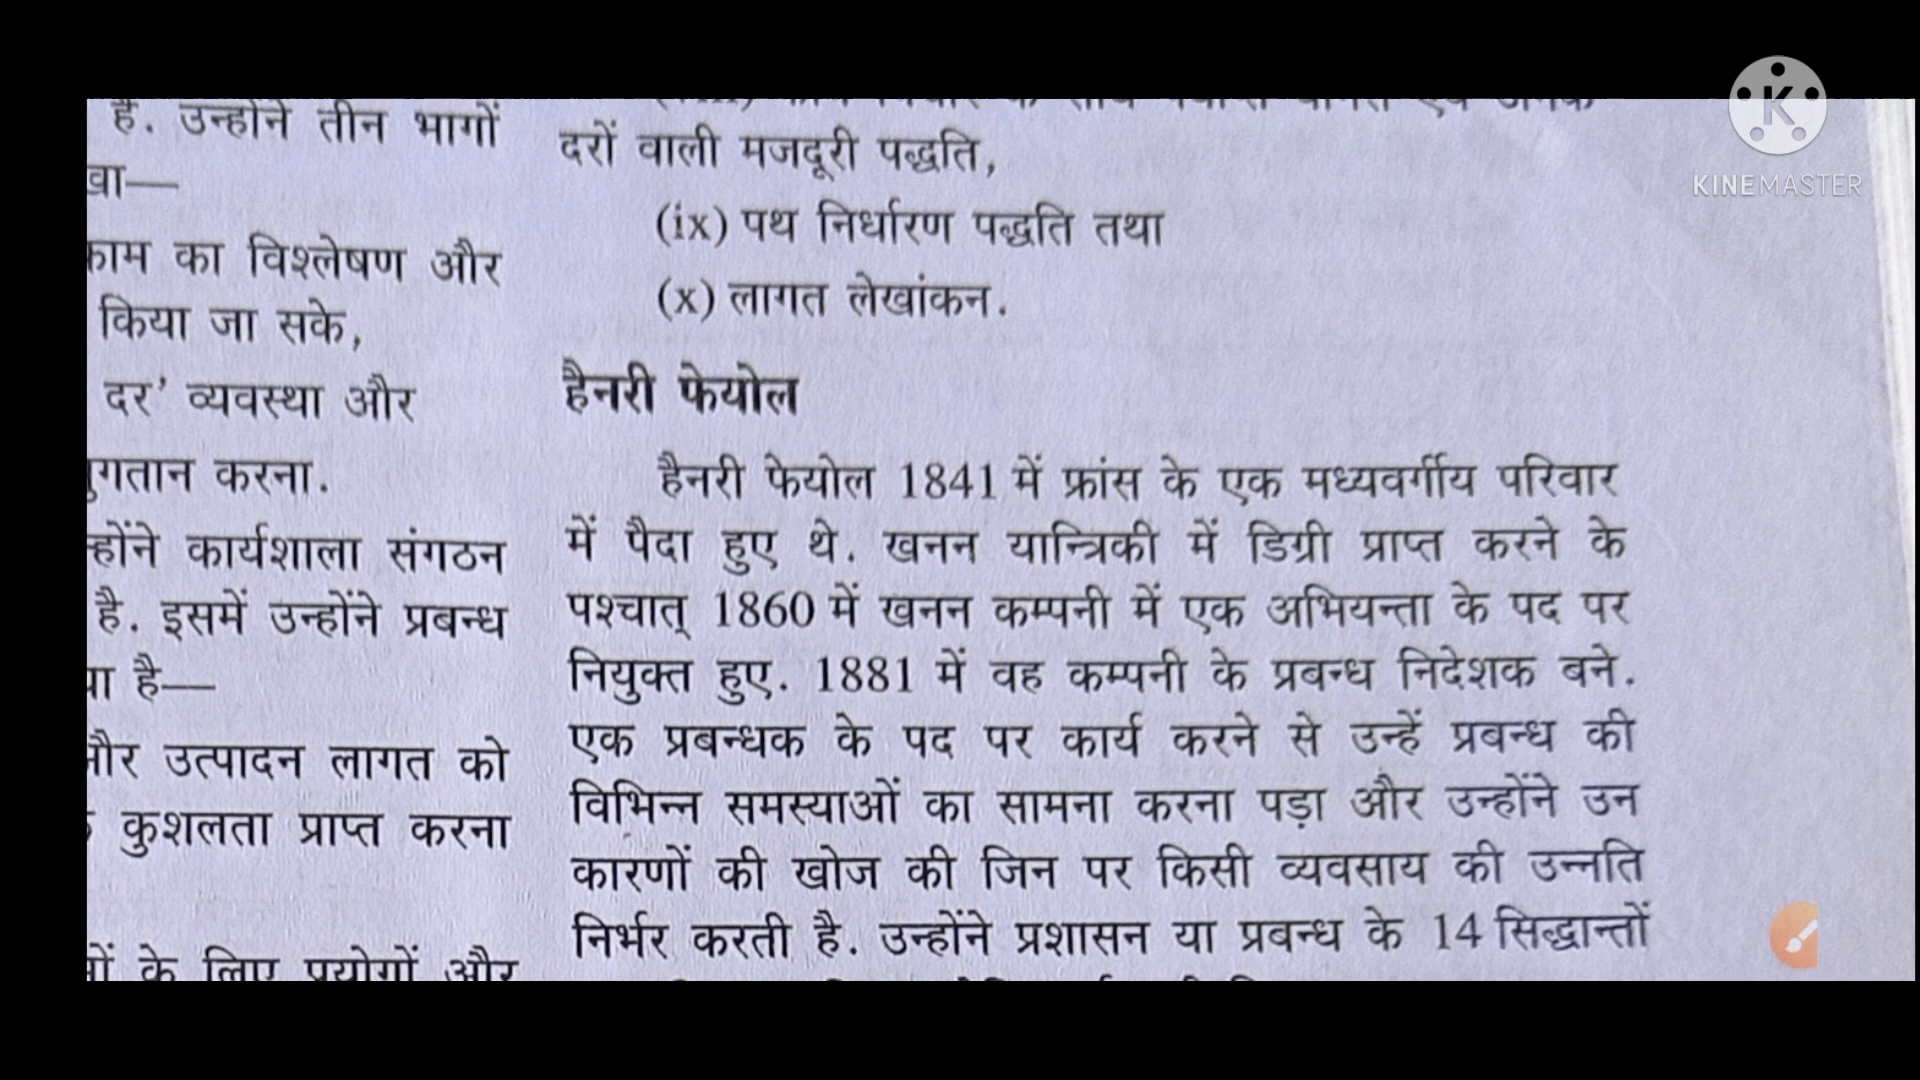 है. उन्होंने तीन भागों
काम का विश्लेषण और
किया जा सके,
दर' व्यवस्था और
करना.
कार्यशाला संगठन
है. इसमें उन्होंने प्रबन्ध
है—
और उत्पादन लागत को
कुशलता प्राप्त करना
के लिए प्रयोगों और
दरों वाली मजदूरी पद्धति,
(ix) पथ निर्धारण पद्धति तथा
(x) लागत लेखांकन.
हैनरी फेयोल
हैनरी फेयोल 1841 में फ्रांस के एक मध्यवर्गीय परिवार
में पैदा हुए थे. खनन यान्त्रिकी में डिग्री प्राप्त करने के
पश्चात् 1860 में खनन कम्पनी में एक अभियन्ता के पद पर
नियुक्त हुए. 1881 में वह कम्पनी के प्रबन्ध निदेशक बने.
एक प्रबन्धक के पद पर कार्य करने से उन्हें प्रबन्ध की
विभिन्न समस्याओं का सामना करना पड़ा और उन्होंने उन
कारणों की खोज की जिन पर किसी व्यवसाय की उन्नति
निर्भर करती है. उन्होंने प्रशासन या प्रबन्ध के 14 सिद्धान्तों
K
KINEMASTER